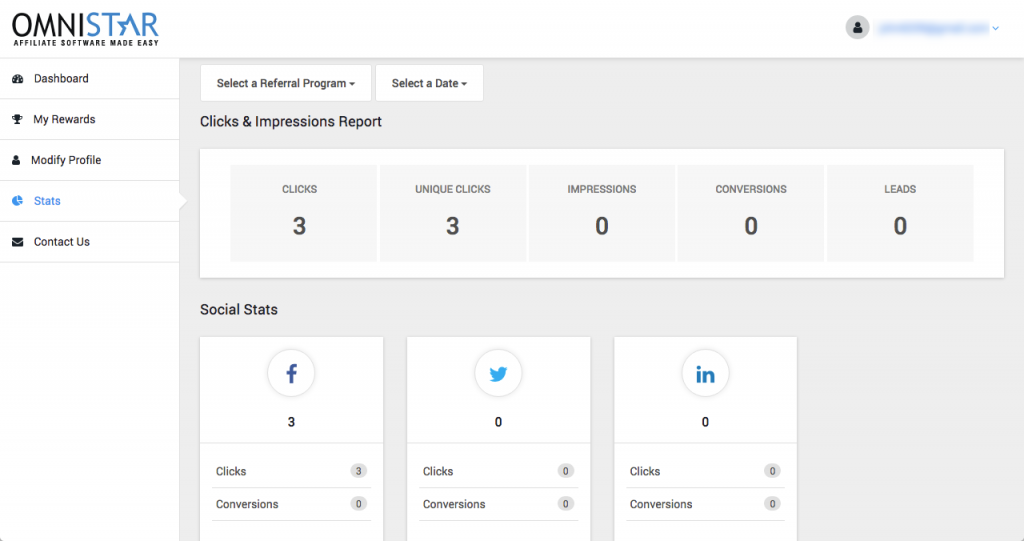 OMNISTAR
AFFILIATE SOFTWARE MADE EASY
Dashboard
My Rewards
Modify Profile
Stats
Contact Us
Select a Referral Program
Select a Date
Clicks & Impressions Report
CLICKS
3
UNIQUE CLICKS
3
IMPRESSIONS
0
CONVERSIONS
0
LEADS
0
Social Stats
f
3
Clicks 3
Conversions 0
0
Clicks 0
Conversions 0
in
0
Clicks 0
Conversions 0